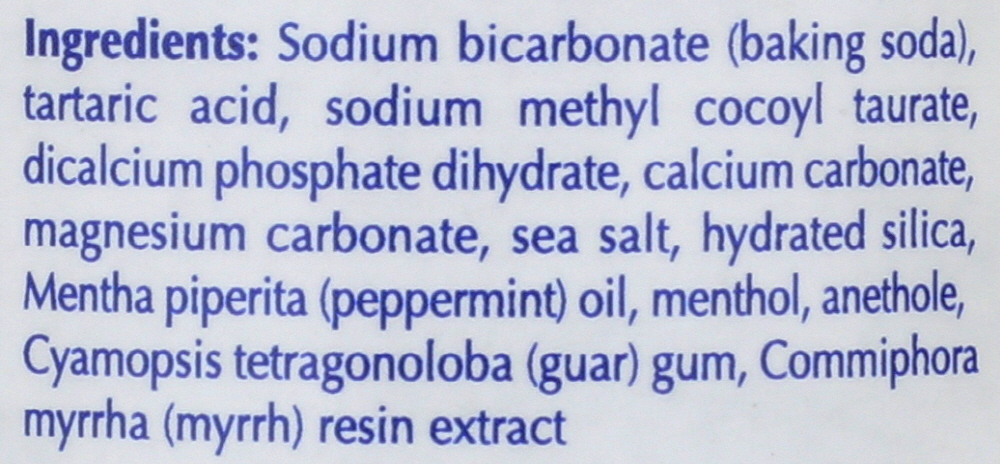 Ingredients: Sodium bicarbonate (baking soda),
tartaric acid, sodium methyl cocoyl taurate,
dicalcium phosphate dihydrate, calcium carbonate,
magnesium carbonate, sea salt, hydrated silica,
Mentha piperita (peppermint) oil, menthol, anethole,
Cyamopsis tetragonoloba (guar) gum, Commiphora
myrrha (myrrh) resin extract